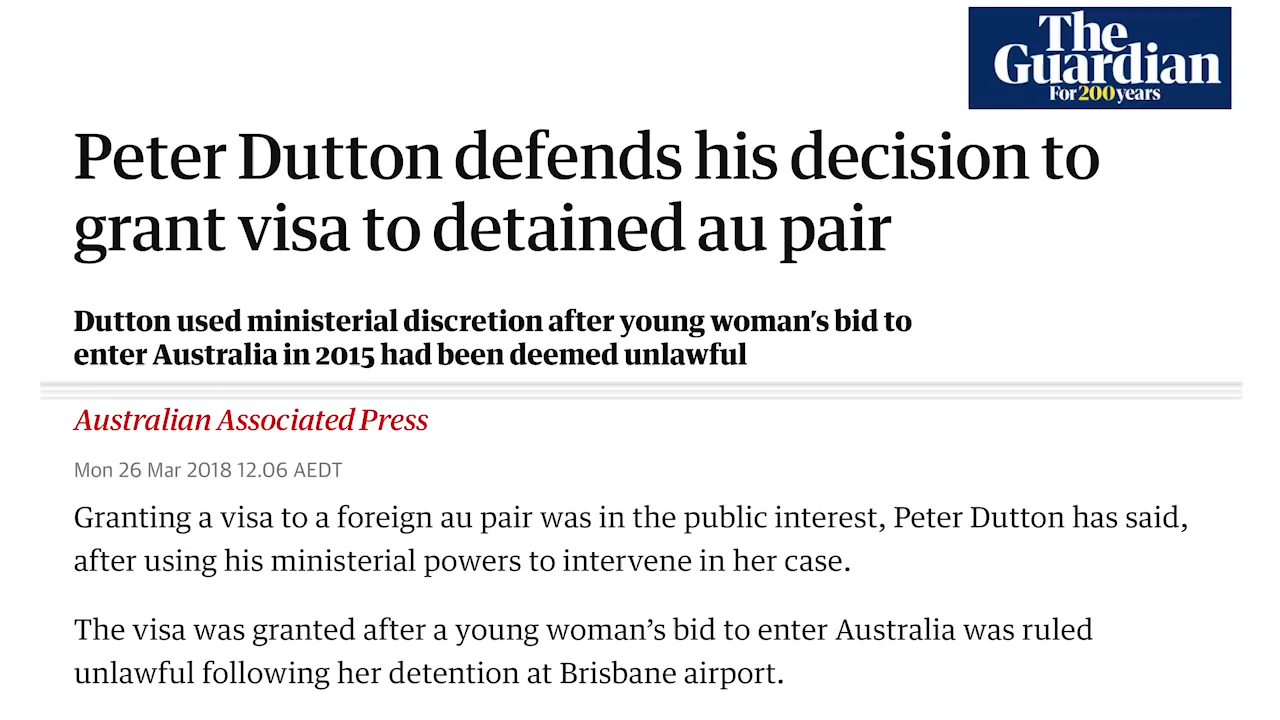 The
Guardian
For 200 years
Peter Dutton defends his decision to
grant visa to detained au pair
Dutton used ministerial discretion after young woman’s bid to
enter Australia in 2015 had been deemed unlawful
Australian Associated Press
Mon 26 Mar 2018 12.06 AEDT
Granting a visa to a foreign au pair was in the public interest, Peter Dutton has said,
after using his ministerial powers to intervene in her case.
The visa was granted after a young woman’s bid to enter Australia was ruled
unlawful following her detention at Brisbane airport.